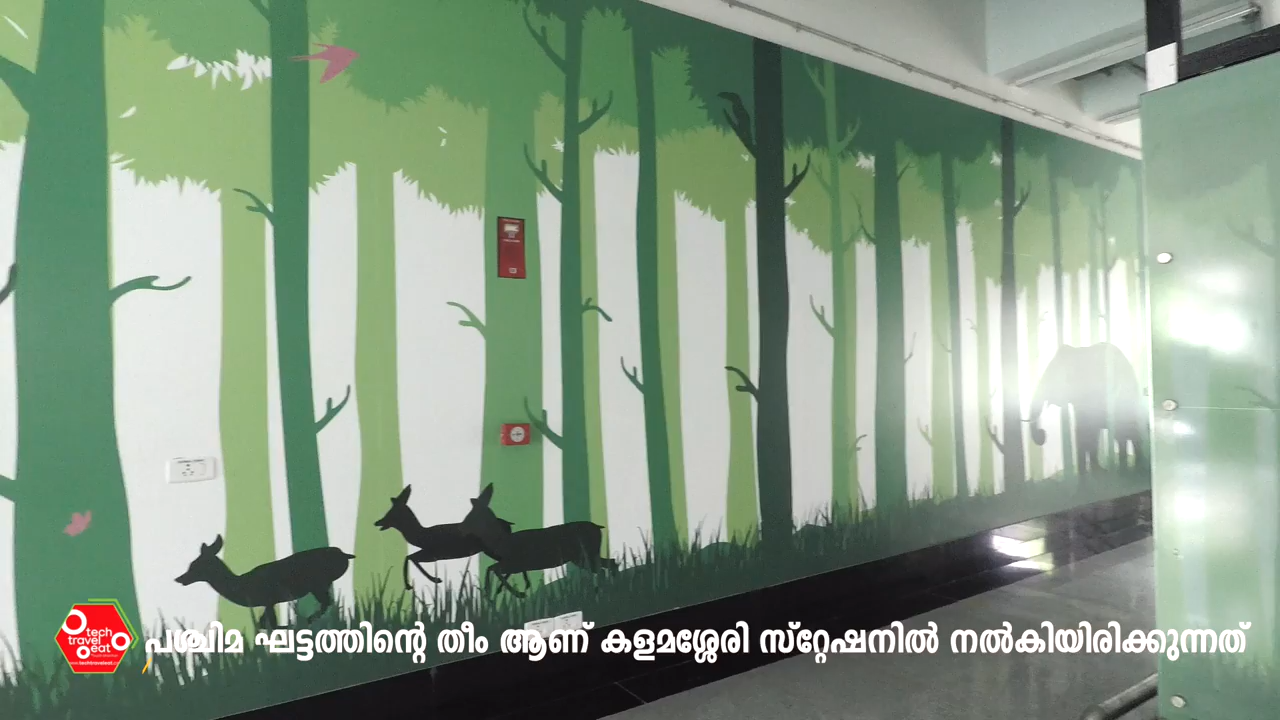 tech
travel
eat
പശ്ചിമ ഘട്ടത്തിന്റെ തീം ആണ് കളമശ്ശേരി സ്റ്റേഷനിൽ നൽകിയിരിക്കുന്നത്